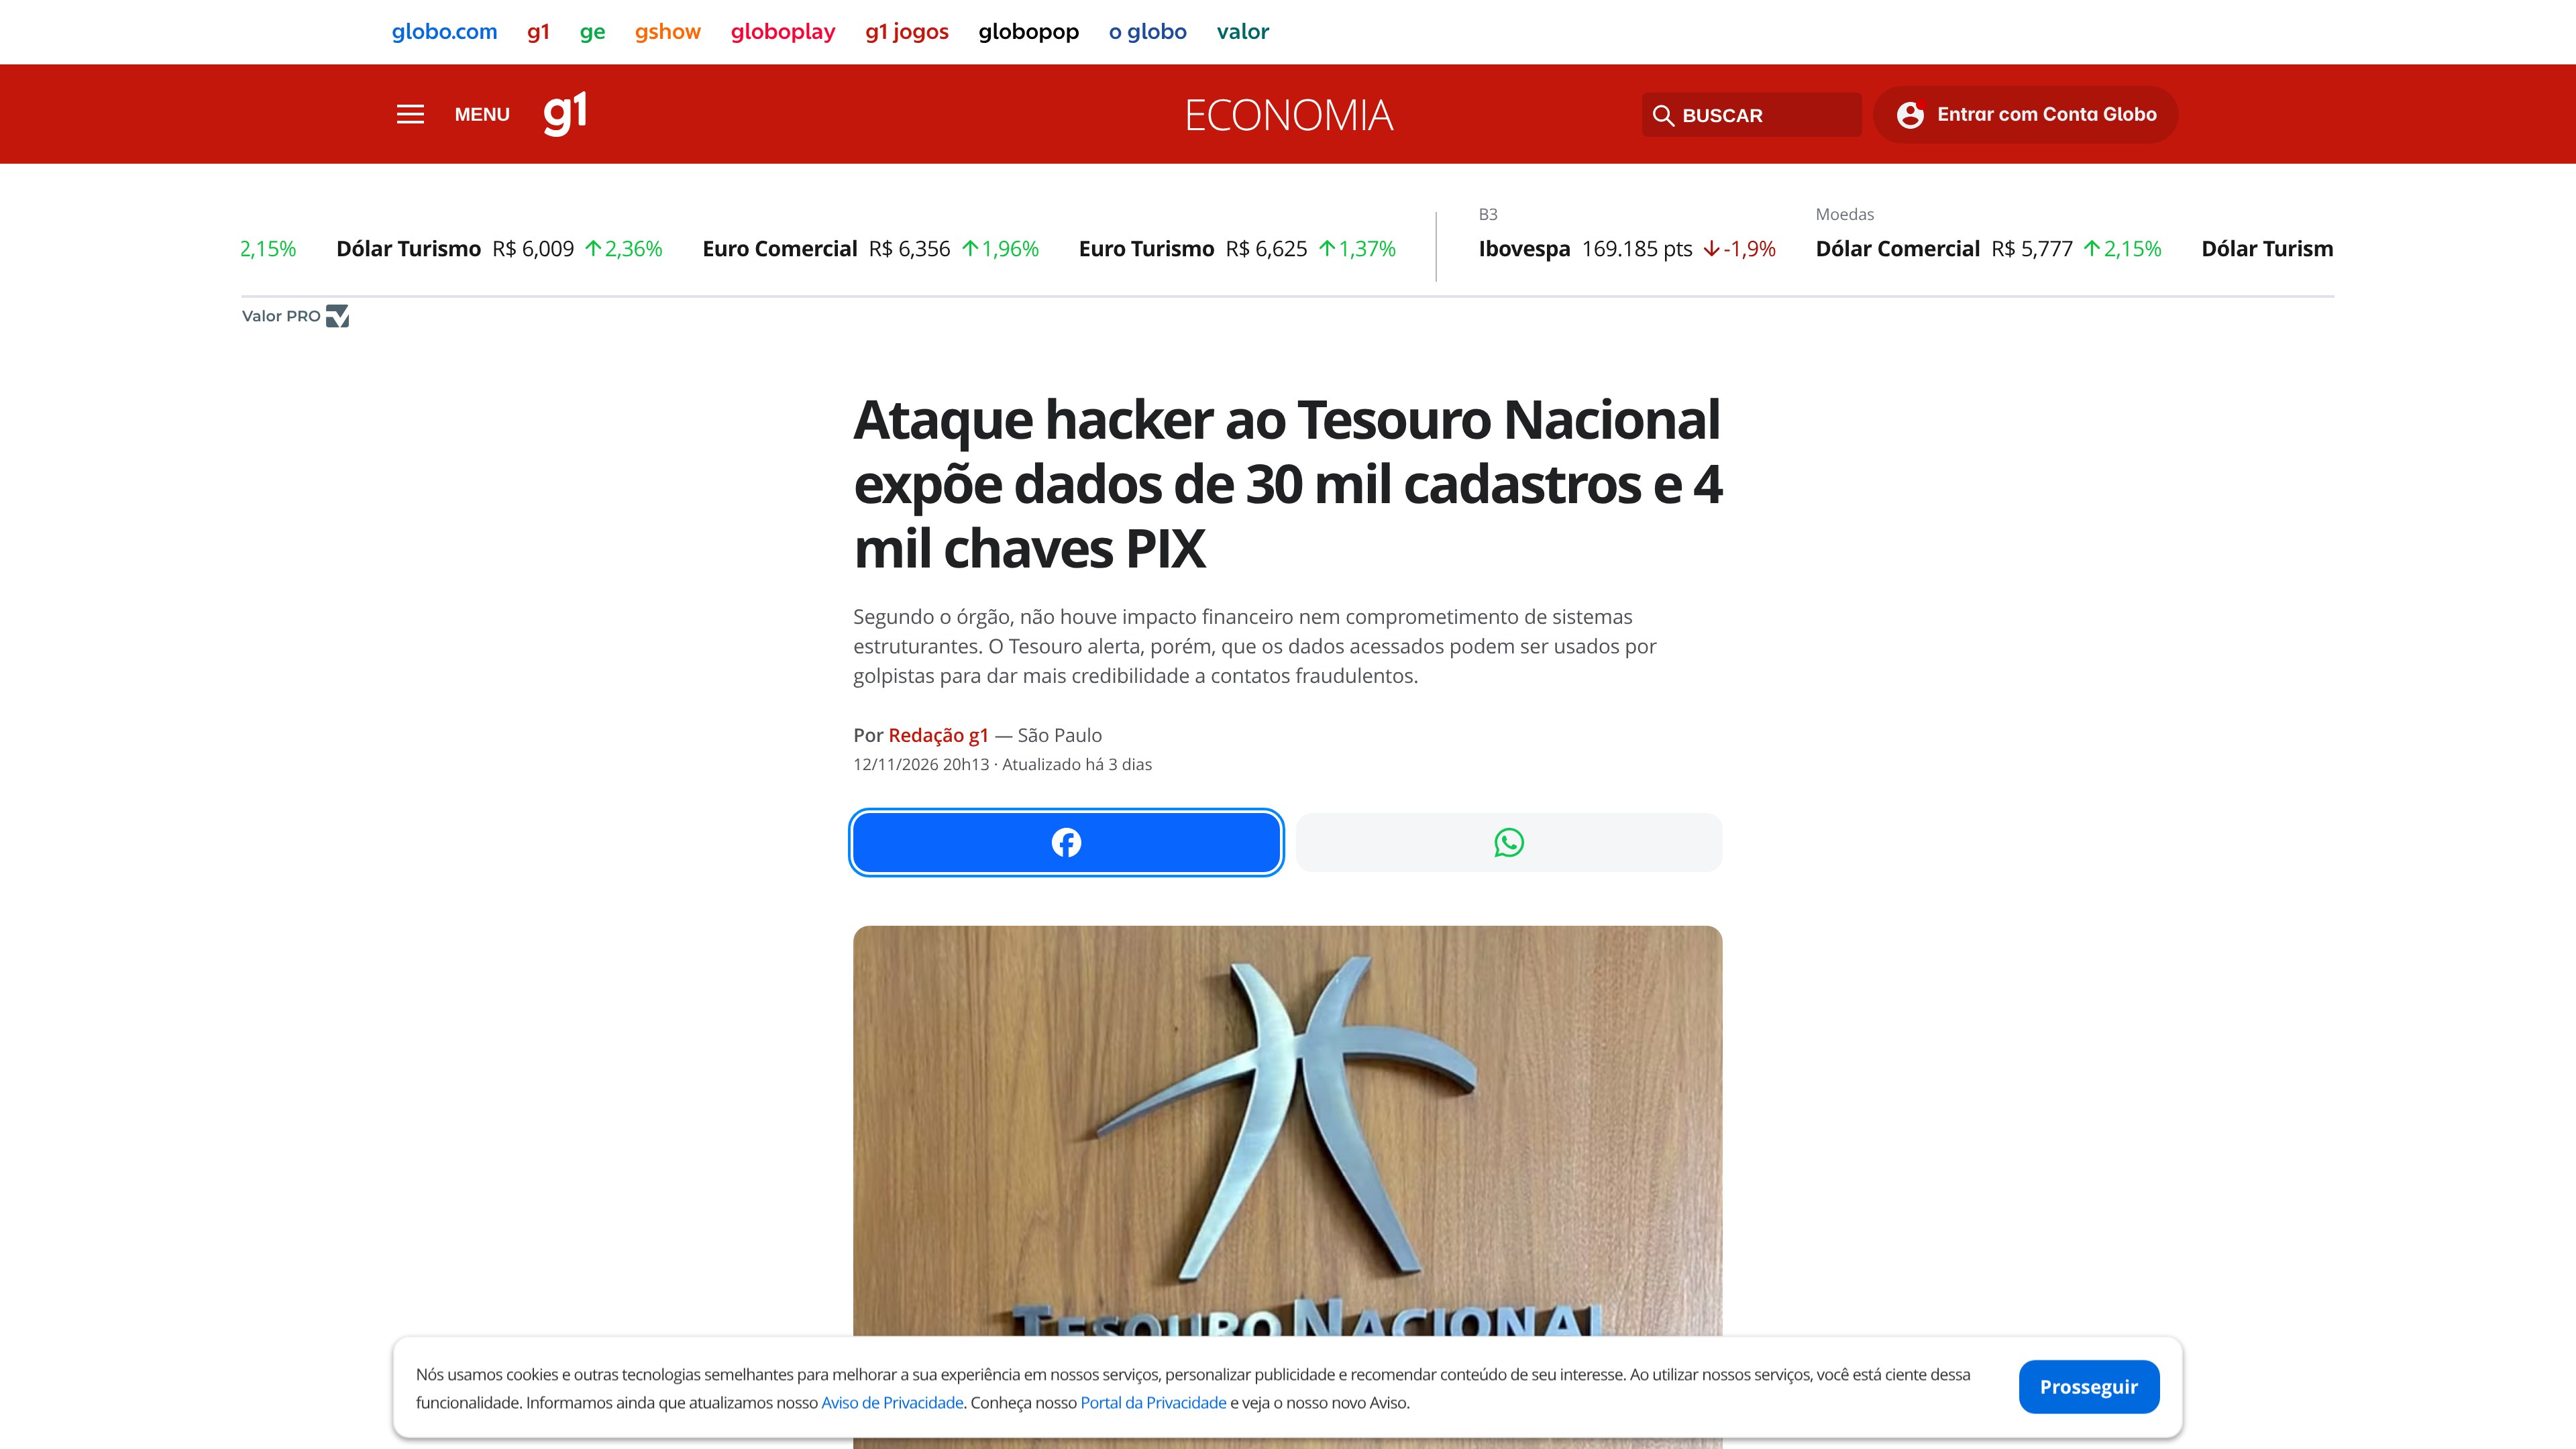 globo.com g1 ge gshow globoplay g1 jogos globopop o globo valor
MENU g1 ECONOMIA BUSCAR Entrar com Conta Globo
B3 Moedas
2,15% Dólar Turismo R$ 6,009 2,36% Euro Comercial R$ 6,356 1,96% Euro Turismo R$ 6,625 1,37% Ibovespa 169.185 pts -1,9% Dólar Comercial R$ 5,777 2,15% Dólar Turism
Valor PRO
Ataque hacker ao Tesouro Nacional
expõe dados de 30 mil cadastros e 4
mil chaves PIX
Segundo o órgão, não houve impacto financeiro nem comprometimento de sistemas
estruturantes. O Tesouro alerta, porém, que os dados acessados podem ser usados por
golpistas para dar mais credibilidade a contatos fraudulentos.
Por Redação g1 — São Paulo
12/11/2026 20h13 · Atualizado há 3 dias
TESOURO NACIONAL
Nós usamos cookies e outras tecnologias semelhantes para melhorar a sua experiência em nossos serviços, personalizar publicidade e recomendar conteúdo de seu interesse. Ao utilizar nossos serviços, você está ciente dessa
funcionalidade. Informamos ainda que atualizamos nosso Aviso de Privacidade. Conheça nosso Portal da Privacidade e veja o nosso novo Aviso.
Prosseguir